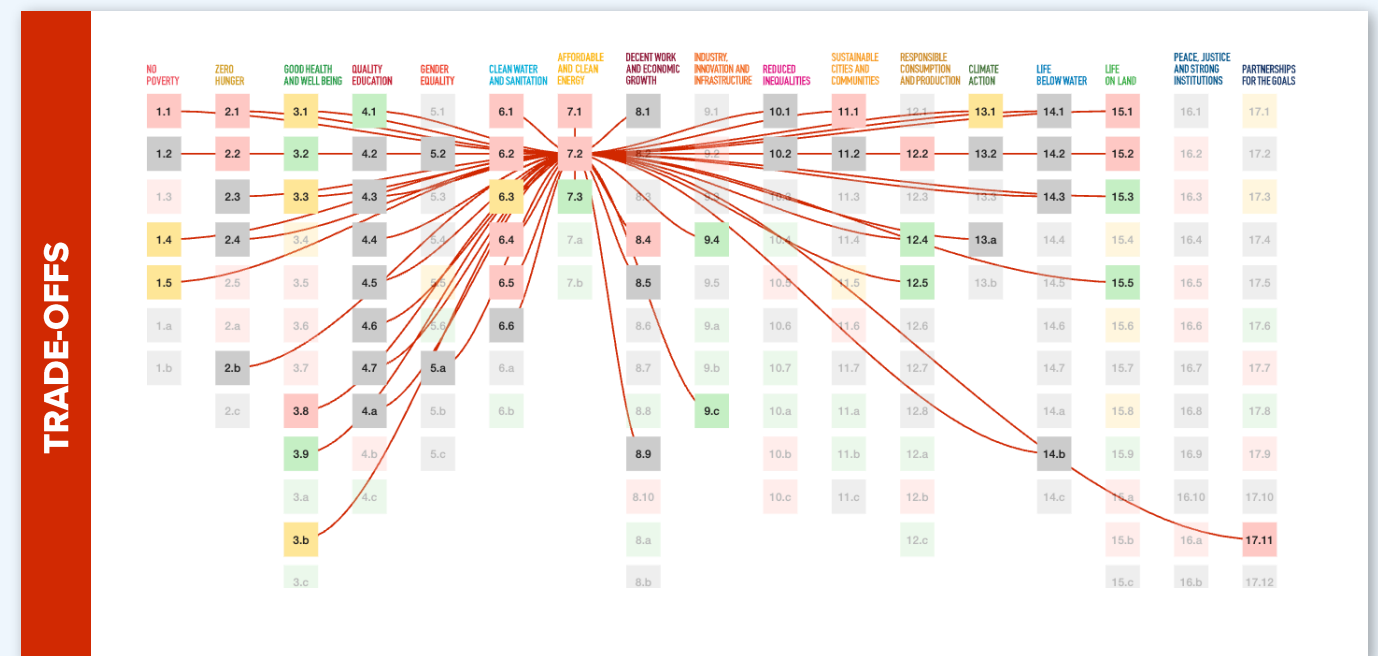 TRADE-OFFS
NO
POVERTY
ZERO
HUNGER
GOOD HEALTH
AND WELL BEING
QUALITY
EDUCATION
GENDER
EQUALITY
CLEAN WATER
AND SANITATION
AFFORDABLE
AND CLEAN
ENERGY
DECENT WORK
AND ECONOMIC
GROWTH
INDUSTRY,
INNOVATION AND
INFRASTRUCTURE
REDUCED
INEQUALITIES
SUSTAINABLE
CITIES AND
COMMUNITIES
RESPONSIBLE
CONSUMPTION
AND PRODUCTION
CLIMATE
ACTION
LIFE
BELOW WATER
LIFE
ON LAND
PEACE, JUSTICE
AND STRONG
INSTITUTIONS
PARTNERSHIPS
FOR THE GOALS
1.1 2.1 3.1 4.1 5.1 6.1 7.1 8.1 9.1 10.1 11.1 12.1 13.1 14.1 15.1 16.1 17.1
1.2 2.2 3.2 4.2 5.2 6.2 7.2 8.2 9.2 10.2 11.2 12.2 13.2 14.2 15.2 16.2 17.2
1.3 2.3 3.3 4.3 5.3 6.3 7.3 8.3 9.3 10.3 11.3 12.3 13.3 14.3 15.3 16.3 17.3
1.4 2.4 3.4 4.4 5.4 6.4 7.a 8.4 9.4 10.4 11.4 12.4 13.a 14.4 15.4 16.4 17.4
1.5 2.5 3.5 4.5 5.5 6.5 7.b 8.5 9.5 10.5 11.5 12.5 13.b 14.5 15.5 16.5 17.5
1.a 2.a 3.6 4.6 5.6 6.6 8.6 9.a 10.6 11.6 12.6 14.6 15.6 16.6 17.6
1.b 2.b 3.7 4.7 5.a 6.a 8.7 9.b 10.7 11.7 12.7 14.7 15.7 16.7 17.7
2.c 3.8 4.a 5.b 6.b 8.8 9.c 10.a 11.a 12.8 14.a 15.8 16.8 17.8
3.9 4.b 5.c 8.9 10.b 11.b 12.a 14.b 15.9 16.9 17.9
3.a 4.c 8.10 10.c 11.c 12.b 14.c 15.a 16.10 17.10
3.b 8.a 12.c 15.b 16.a 17.11
3.c 8.b 15.c 16.b 17.12